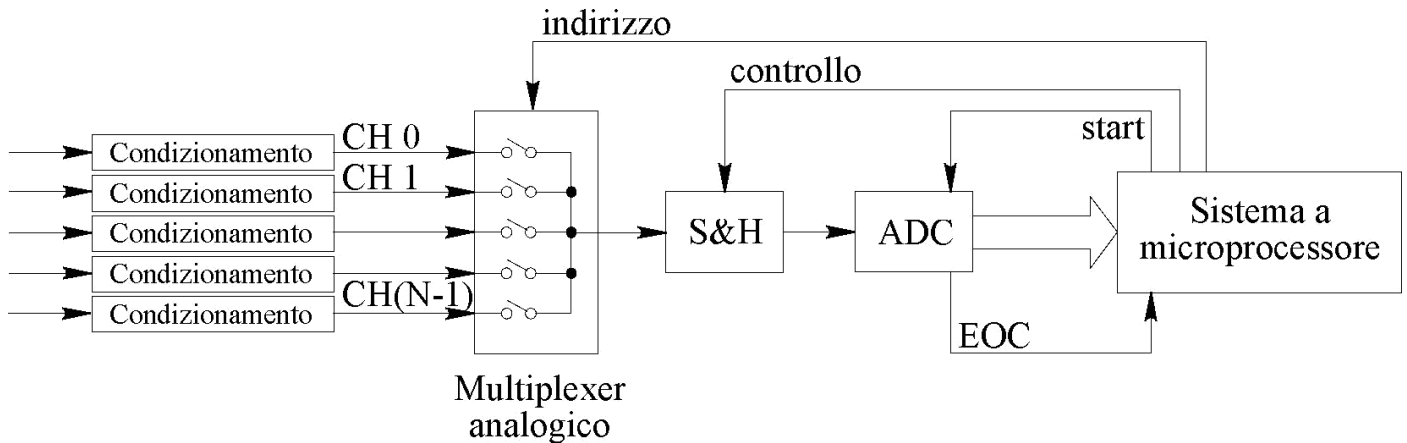 indirizzo
controllo
start
Condizionamento
CH 0
Condizionamento
CH 1
Condizionamento
Condizionamento
Condizionamento
CH(N-1)
S&H
ADC
Sistema a
microprocessore
EOC
Multiplexer
analogico